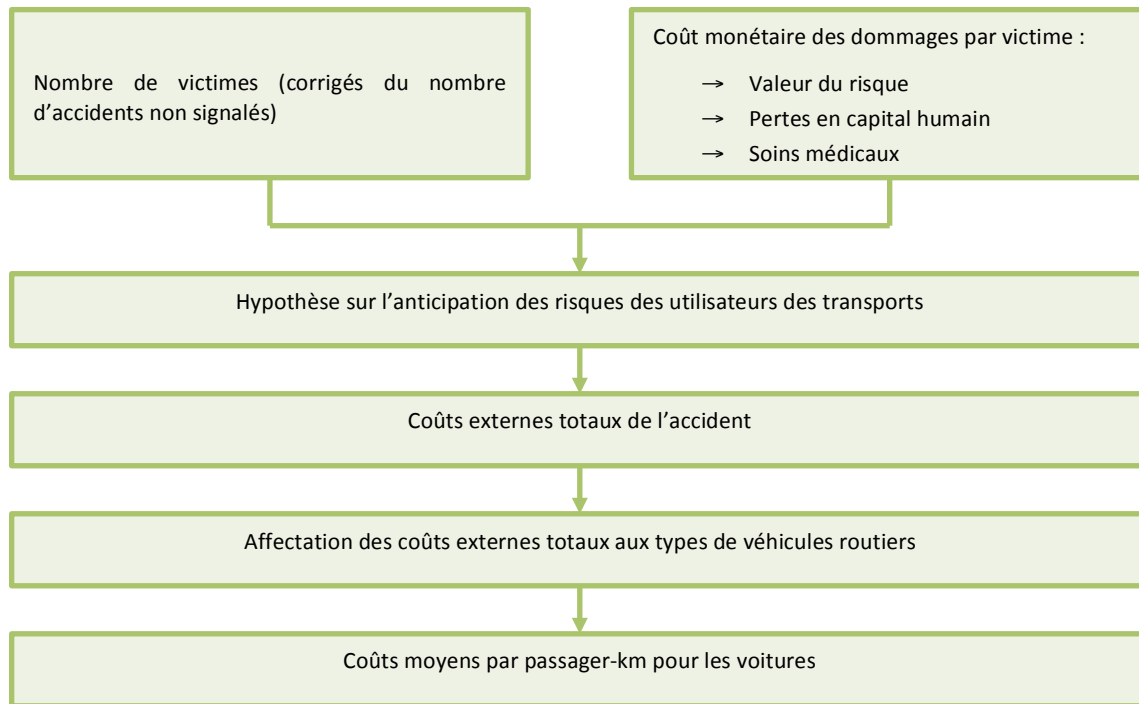 Nombre de victimes (corrigés du nombre
d’accidents non signalés)
Coût monétaire des dommages par victime :
→ Valeur du risque
→ Pertes en capital humain
→ Soins médicaux
Hypothèse sur l’anticipation des risques des utilisateurs des transports
Coûts externes totaux de l’accident
Affectation des coûts externes totaux aux types de véhicules routiers
Coûts moyens par passager-km pour les voitures